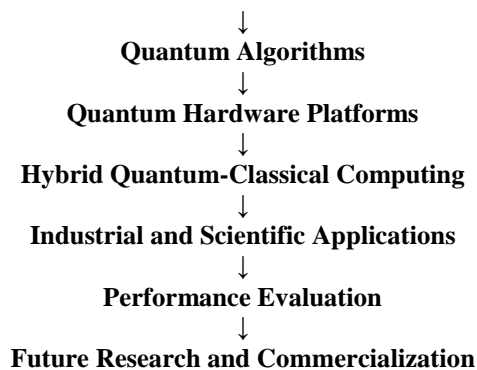 ↓
Quantum Algorithms
↓
Quantum Hardware Platforms
↓
Hybrid Quantum-Classical Computing
↓
Industrial and Scientific Applications
↓
Performance Evaluation
↓
Future Research and Commercialization